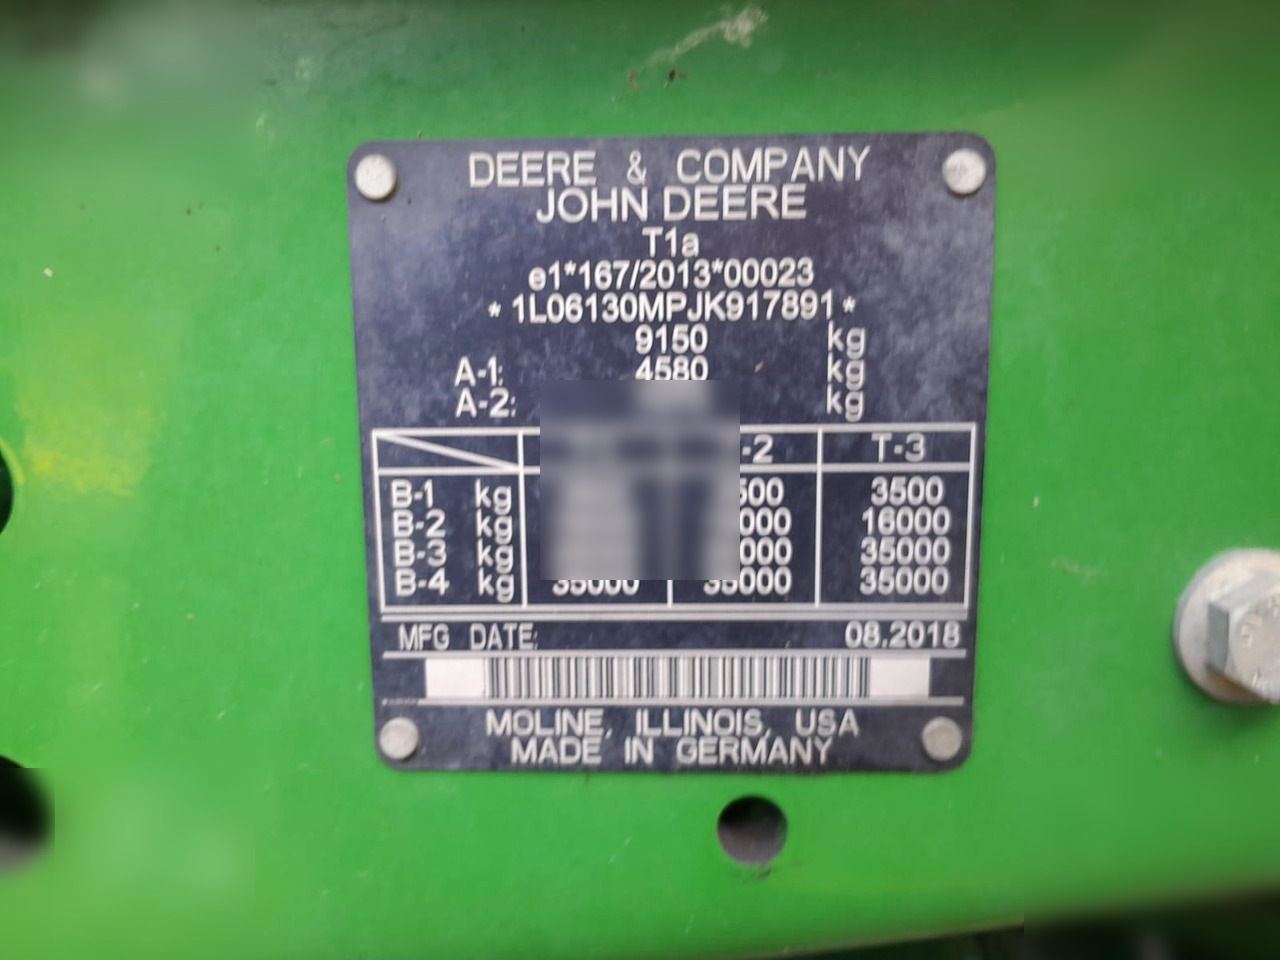 DEERE & COMPANY
JOHN DEERE
T1a
e1*167/2013*00023
* 1L06130MPJK917891 *
9150 kg
A-1: 4580 kg
A-2: kg
T-3
B-1 kg 3500
B-2 kg 16000
B-3 kg 35000
B-4 kg 35000 35000 35000
MFG DATE: 08.2018
MOLINE, ILLINOIS, USA
MADE IN GERMANY